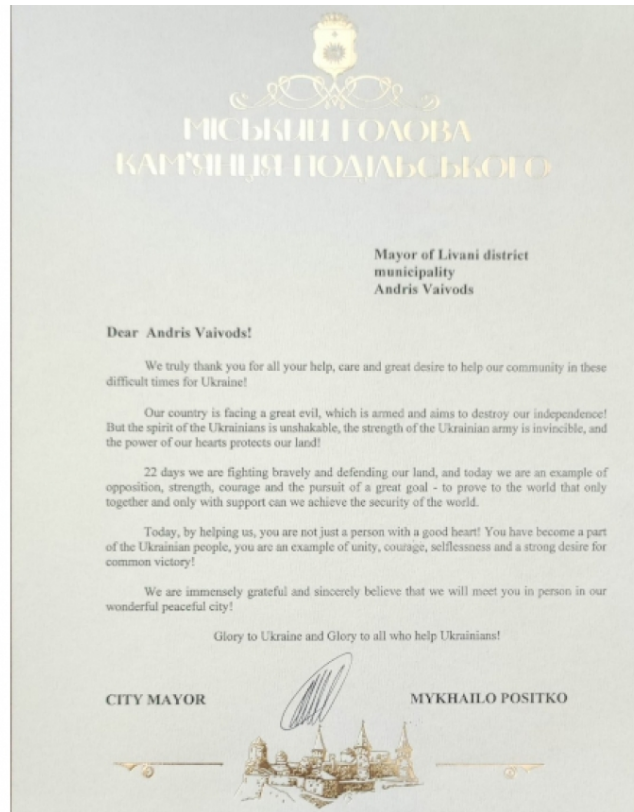 МІСЬКИЙ ГОЛОВА
КАМ'ЯНЦЯ-ПОДІЛЬСЬКОГО
Mayor of Livani district
municipality
Andris Vaivods
Dear Andris Vaivods!
We truly thank you for all your help, care and great desire to help our community in these
difficult times for Ukraine!
Our country is facing a great evil, which is armed and aims to destroy our independence!
But the spirit of the Ukrainians is unshakable, the strength of the Ukrainian army is invincible, and
the power of our hearts protects our land!
22 days we are fighting bravely and defending our land, and today we are an example of
opposition, strength, courage and the pursuit of a great goal - to prove to the world that only
together and only with support can we achieve the security of the world.
Today, by helping us, you are not just a person with a good heart! You have become a part
of the Ukrainian people, you are an example of unity, courage, selflessness and a strong desire for
common victory!
We are immensely grateful and sincerely believe that we will meet you in person in our
wonderful peaceful city!
Glory to Ukraine and Glory to all who help Ukrainians!
CITY MAYOR MYKHAILO POSITKO